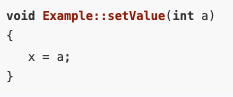 void Example::setValue(int a)
{
   x = a;
}